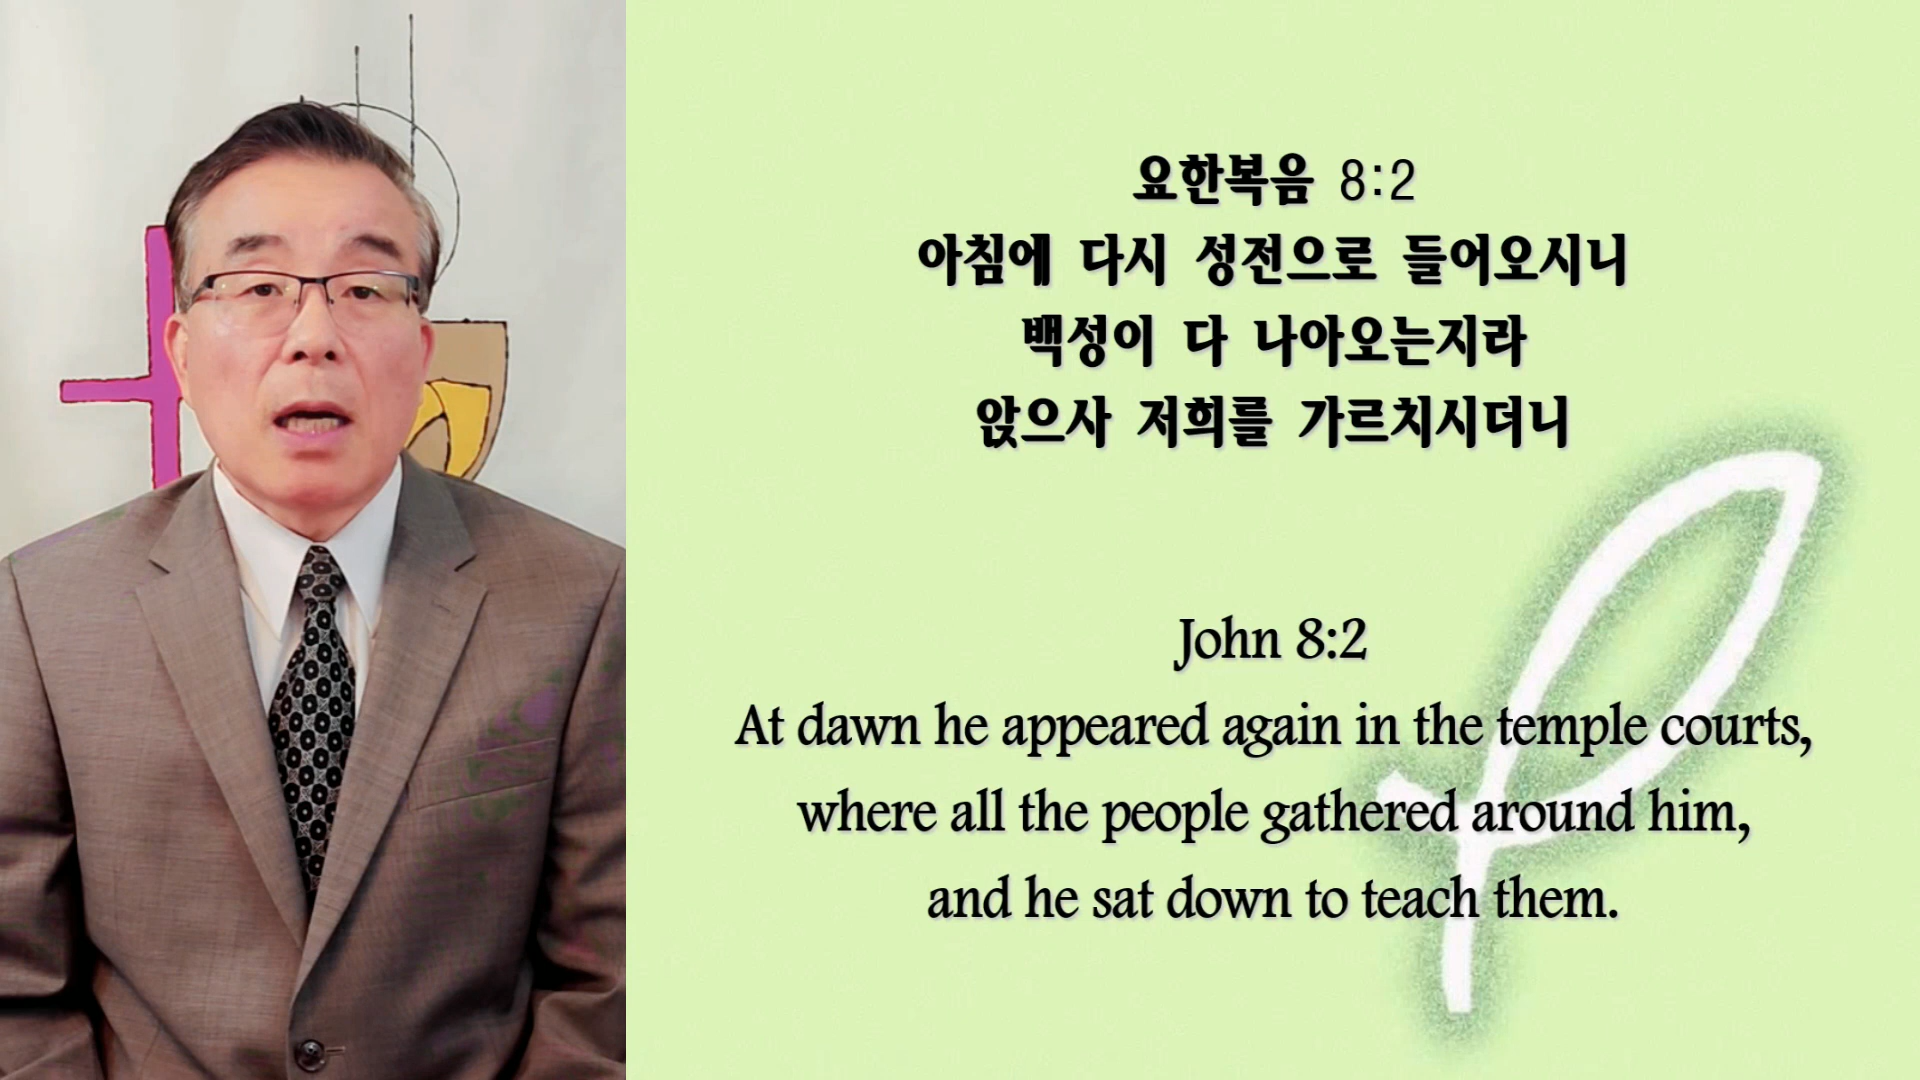 요한복음 8:2
아침에 다시 성전으로 들어오시니
백성이 다 나아오는지라
앉으사 저희를 가르치시더니
John 8:2
At dawn he appeared again in the temple courts,
where all the people gathered around him,
and he sat down to teach them.